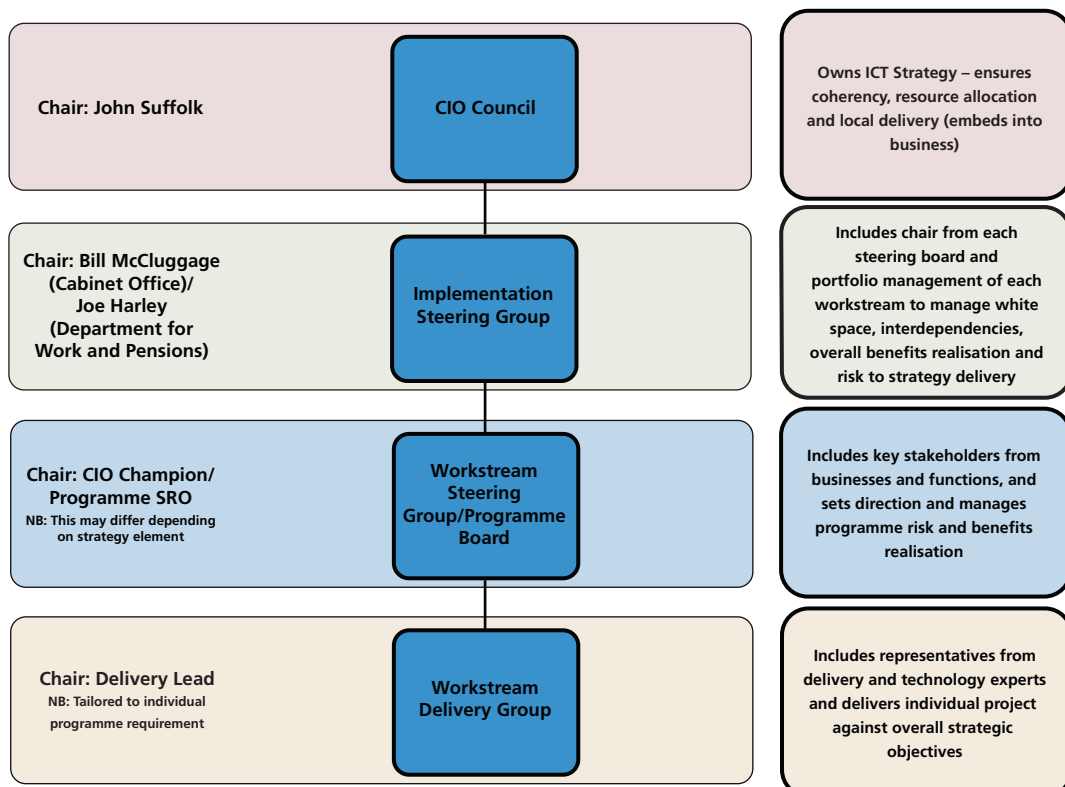 Chair: John Suffolk
CIO Council
Owns ICT Strategy – ensures
coherency, resource allocation
and local delivery (embeds into
business)
Chair: Bill McCluggage
(Cabinet Office)/
Joe Harley
(Department for
Work and Pensions)
Implementation
Steering Group
Includes chair from each
steering board and
portfolio management of each
workstream to manage white
space, interdependencies,
overall benefits realisation and
risk to strategy delivery
Chair: CIO Champion/
Programme SRO
NB: This may differ depending
on strategy element
Workstream
Steering
Group/Programme
Board
Includes key stakeholders from
businesses and functions, and
sets direction and manages
programme risk and benefits
realisation
Chair: Delivery Lead
NB: Tailored to individual
programme requirement
Workstream
Delivery Group
Includes representatives from
delivery and technology experts
and delivers individual project
against overall strategic
objectives